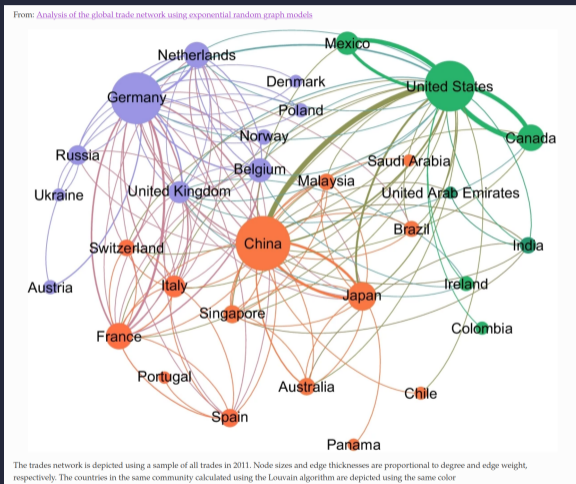 From: Analysis of the global trade network using exponential random graph models
Mexico
Netherlands
Denmark
United States
Germany
Poland
Norway
Canada
Russia
Saudi Arabia
Belgium
Malaysia
Ukraine
United Kingdom
United Arab Emirates
Brazil
Switzerland
China
India
Austria
Italy
Japan
Ireland
Singapore
Colombia
France
Portugal
Australia
Chile
Spain
Panama
The trades network is depicted using a sample of all trades in 2011. Node sizes and edge thicknesses are proportional to degree and edge weight,
respectively. The countries in the same community calculated using the Louvain algorithm are depicted using the same color